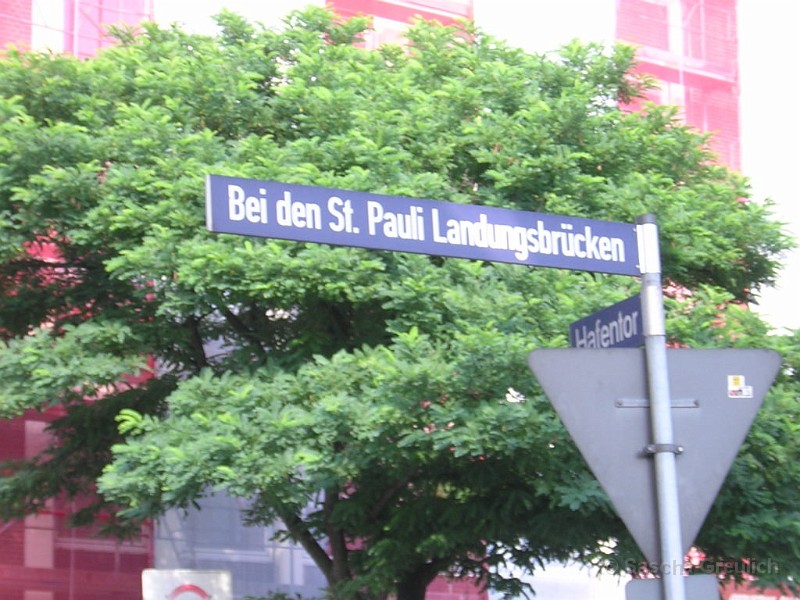 Bei den St. Pauli Landungsbrücken
Hafentor
© Sascha Greulich